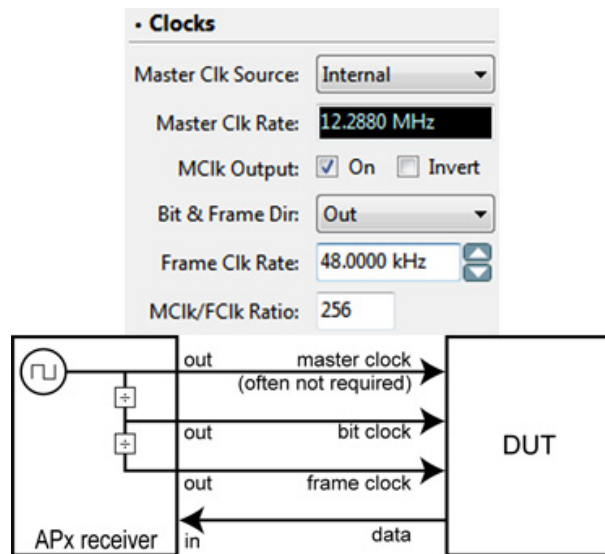 • Clocks
Master Clk Source: Internal
Master Clk Rate: 12.2880 MHz
MClk Output: On Invert
Bit & Frame Dir: Out
Frame Clk Rate: 48.0000 kHz
MClk/FClk Ratio: 256
out master clock
(often not required)
÷
out bit clock
÷
DUT
out frame clock
APx receiver in data